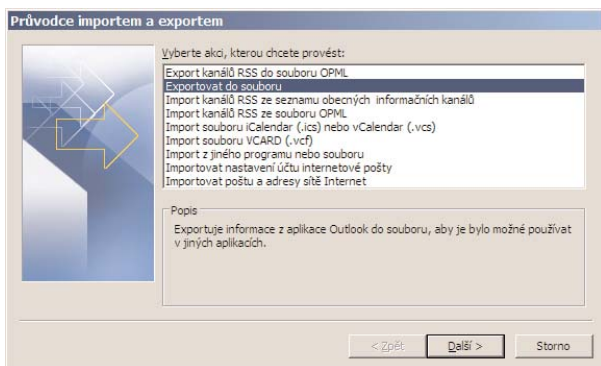 Průvodce importem a exportem
Vyberte akci, kterou chcete provést:
Export kanálů RSS do souboru OPML
Exportovat do souboru
Import kanálů RSS ze seznamu obecných informačních kanálů
Import kanálů RSS ze souboru OPML
Import souboru iCalendar (.ics) nebo vCalendar (.vcs)
Import souboru VCARD (.vcf)
Import z jiného programu nebo souboru
Importovat nastavení účtu internetové pošty
Importovat poštu a adresy sítě Internet
Popis
Exportuje informace z aplikace Outlook do souboru, aby je bylo možné používat
v jiných aplikacích.
< Zpět Další > Storno